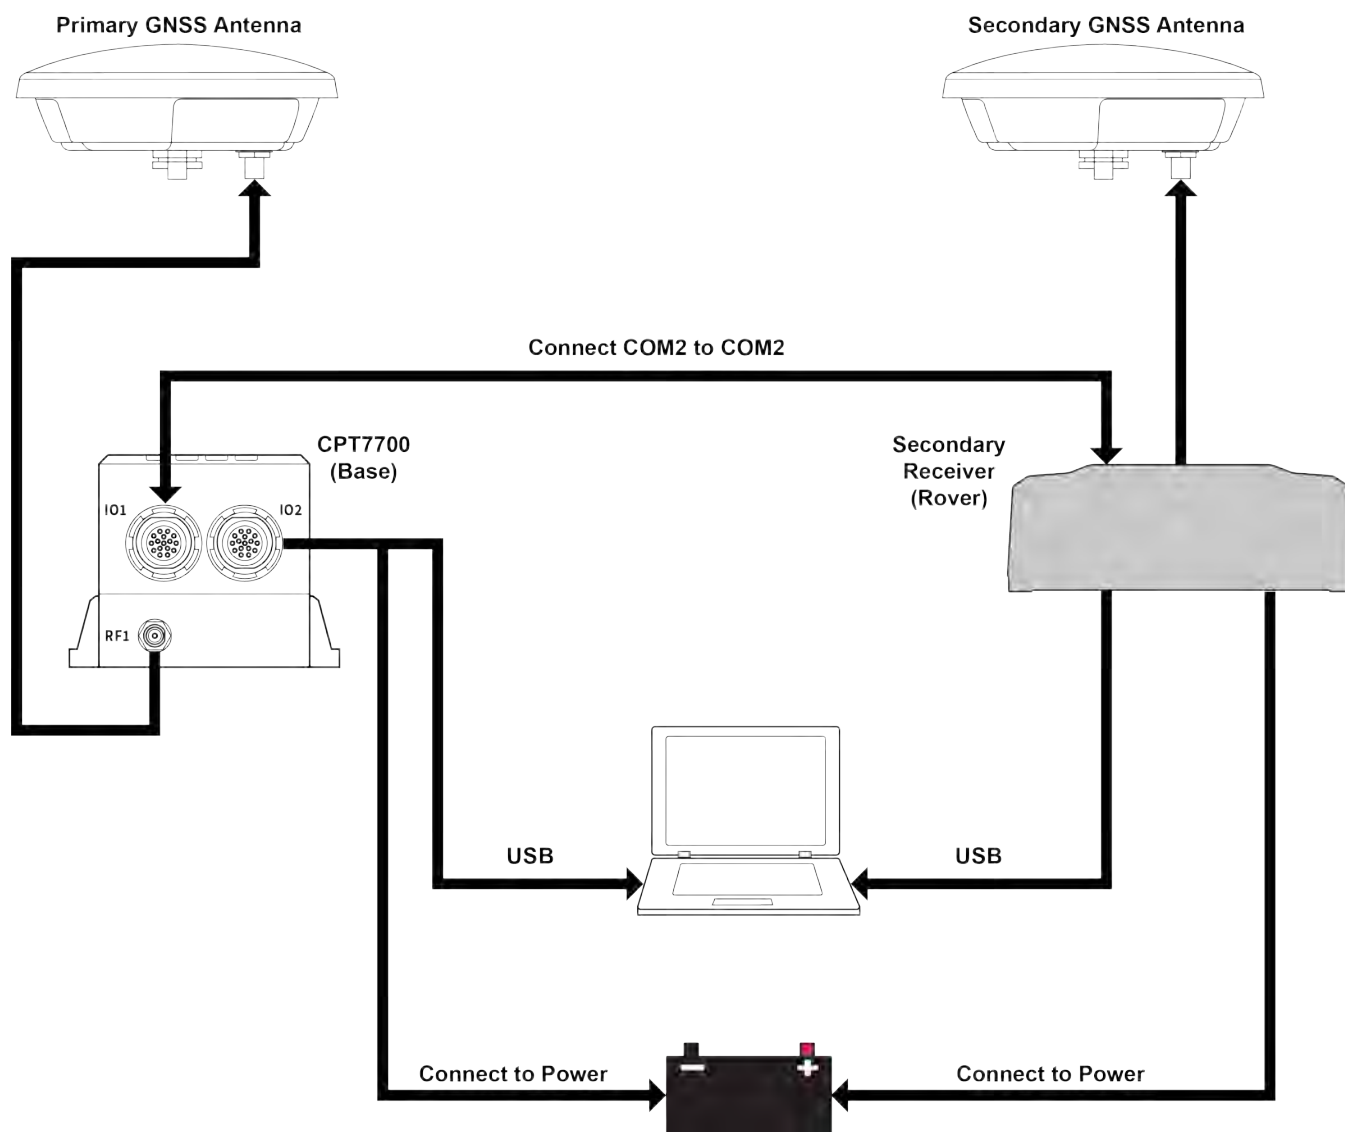 Primary GNSS Antenna
Secondary GNSS Antenna
Connect COM2 to COM2
CPT7700
(Base)
Secondary
Receiver
(Rover)
IO1
IO2
RF1
USB
USB
Connect to Power
Connect to Power